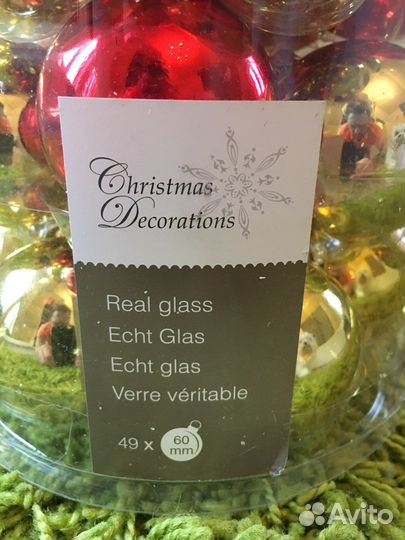 Christmas
Decorations
Real glass
Echt Glas
Echt glas
Verre véritable
49 x 60 mm
Avito